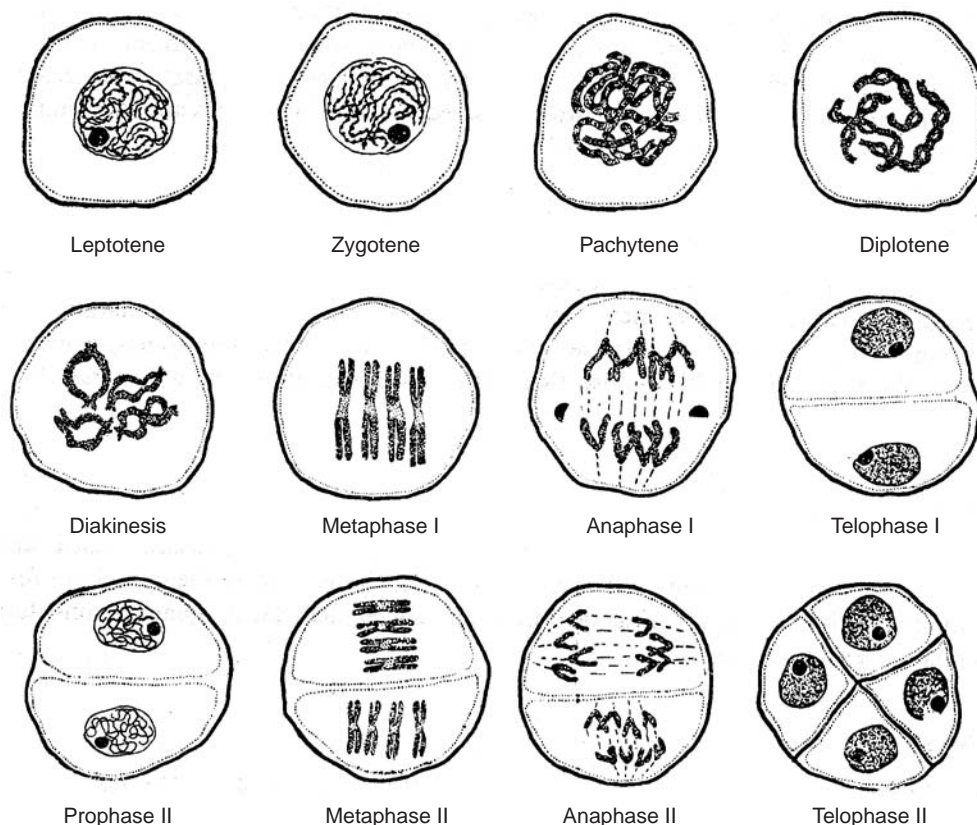 Leptotene Zygotene Pachytene Diplotene
Diakinesis Metaphase I Anaphase I Telophase I
Prophase II Metaphase II Anaphase II Telophase II